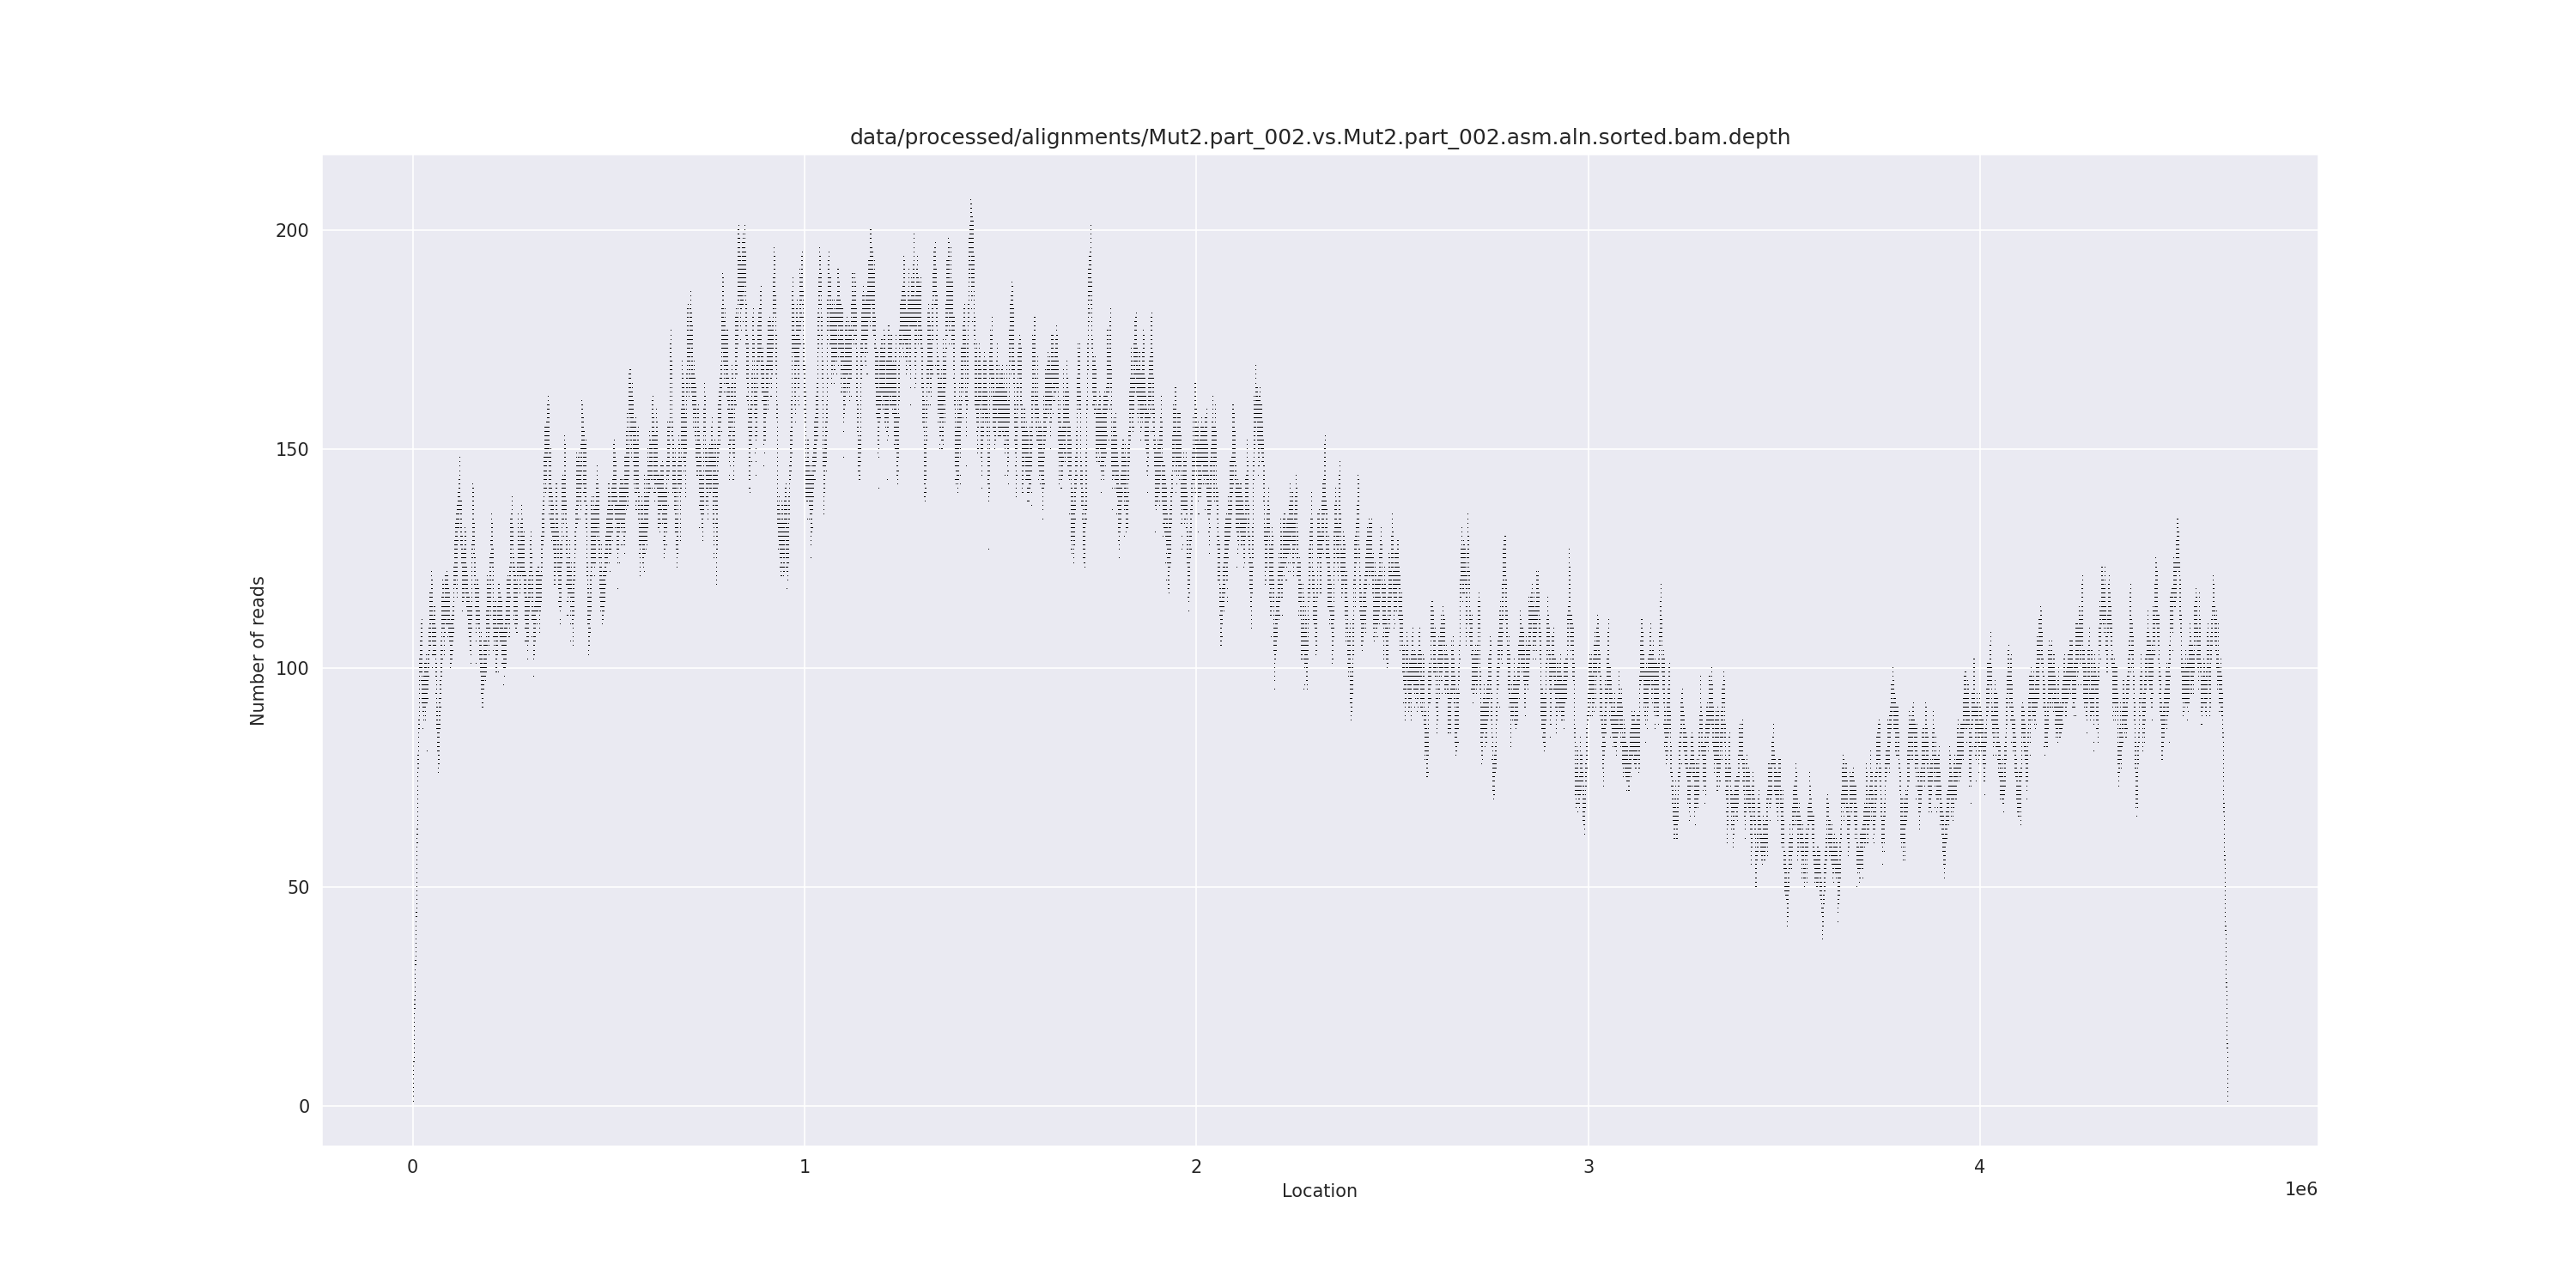 data/processed/alignments/Mut2.part_002.vs.Mut2.part_002.asm.aln.sorted.bam.depth
Number of reads
200
150
100
50
0
0 1 2 3 4
Location
1e6